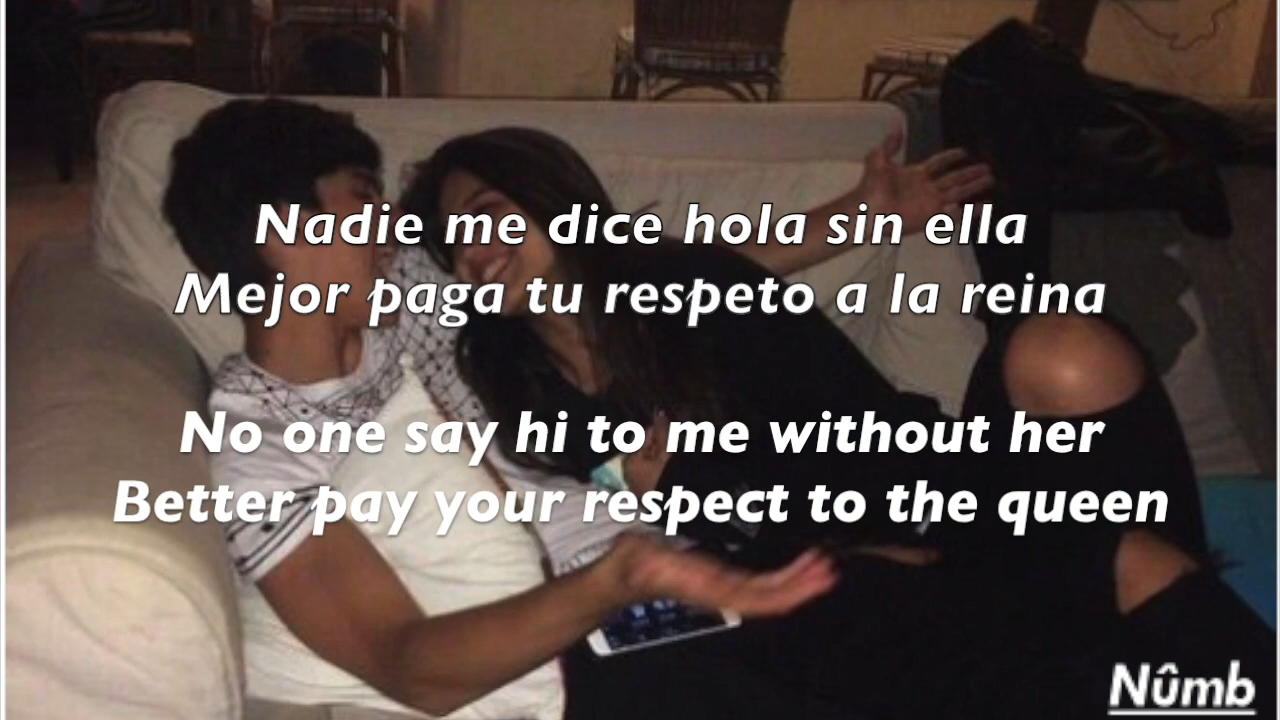 Nadie me dice hola sin ella
Mejor paga tu respeto a la reina
No one say hi to me without her
Better pay your respect to the queen
Nûmb